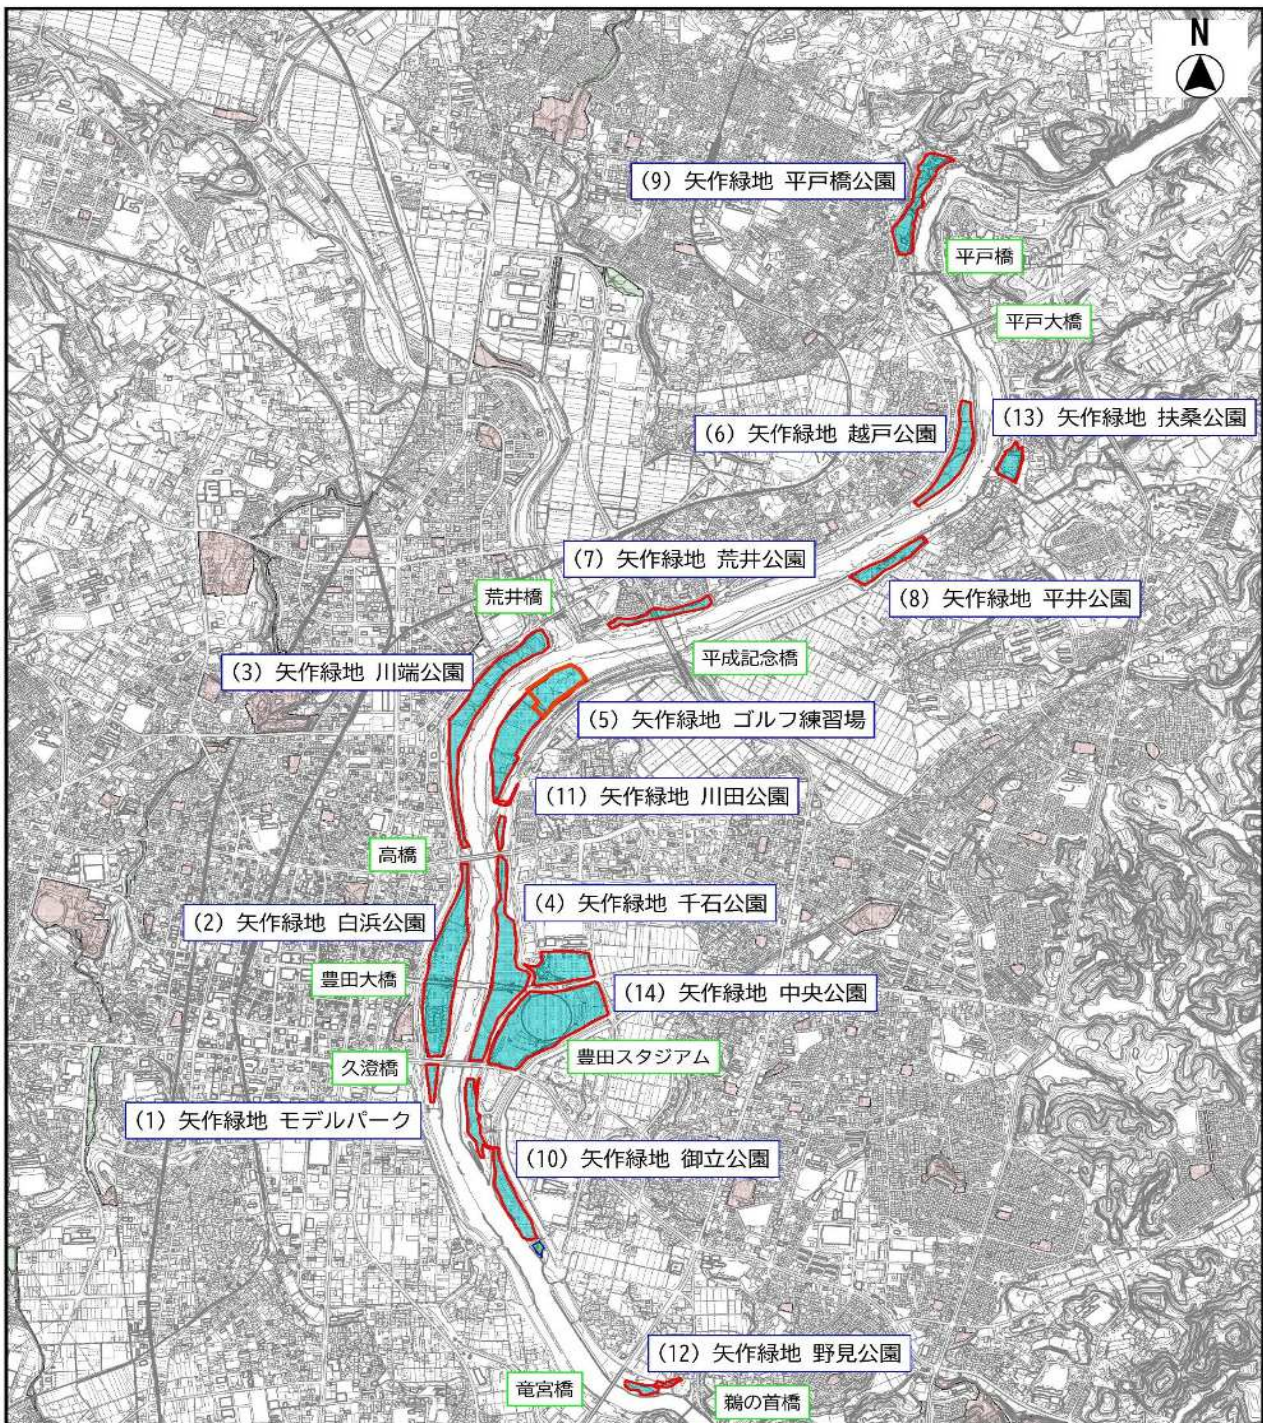 N
(9) 矢作緑地 平戸橋公園
平戸橋
平戸大橋
(6) 矢作緑地 越戸公園
(13) 矢作緑地 扶桑公園
(7) 矢作緑地 荒井公園
荒井橋
(8) 矢作緑地 平井公園
(3) 矢作緑地 川端公園
平成記念橋
(5) 矢作緑地 ゴルフ練習場
(11) 矢作緑地 川田公園
高橋
(4) 矢作緑地 千石公園
(2) 矢作緑地 白浜公園
豊田大橋
(14) 矢作緑地 中央公園
久澄橋
豊田スタジアム
(1) 矢作緑地 モデルパーク
(10) 矢作緑地 御立公園
(12) 矢作緑地 野見公園
竜宮橋
鵜の首橋